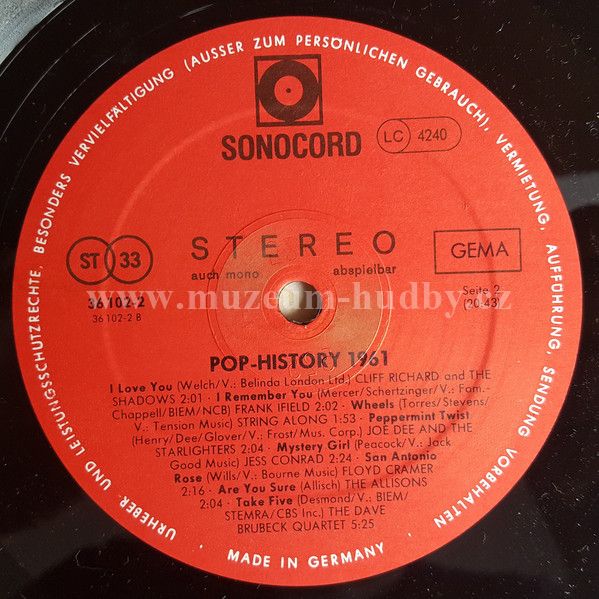 URHEBER- UND LEISTUNGSSCHUTZRECHTE, BESONDERS VERVIELFÄLTIGUNG (AUSSER ZUM PERSÖNLICHEN GEBRAUCH), VERMIETUNG, AUFFÜHRUNG, SENDUNG VORBEHALTEN
SONOCORD
LC 4240
STEREO
auch mono abspielbar
ST 33
GEMA
36 102-2
36 102-2 B
Seite 2
(20:43)
www.muzeum-hudby.cz
POP-HISTORY 1961
I Love You (Welch/V.: Belinda London Ltd.) CLIFF RICHARD and THE
SHADOWS 2:01 · I Remember You (Mercer/Schertzinger/V.: Fam.-
Chappell/BIEM/NCB) FRANK IFIELD 2:02 · Wheels (Torres/Stevens/
V.: Tension Music) STRING ALONG 1:53 · Peppermint Twist
(Henry/Dee/Glover/V.: Frast/Mus. Corp.) JOE DEE AND THE
STARLIGHTERS 2:04 · Mystery Girl (Peacock/V.: Jack
Good Music) JESS CONRAD 2:24 · San Antonio
Rose (Wills/V.: Bourne Music) FLOYD CRAMER
2:16 · Are You Sure (Allisch) THE ALLISONS
2:04 · Take Five (Desmond/V.: BIEM/
STEMRA/CBS Inc.) THE DAVE
BRUBECK QUARTET 5:25
· MADE IN GERMANY ·